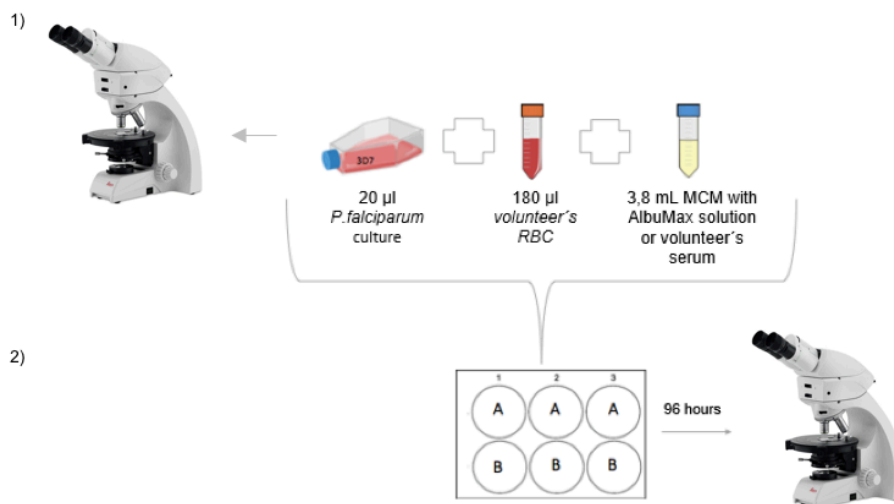 1)
3D7
20 µl
P.falciparum
culture
180 µl
volunteer´s
RBC
3,8 mL MCM with
AlbuMax solution
or volunteer´s
serum
2)
1 2 3
A A A
B B B
96 hours